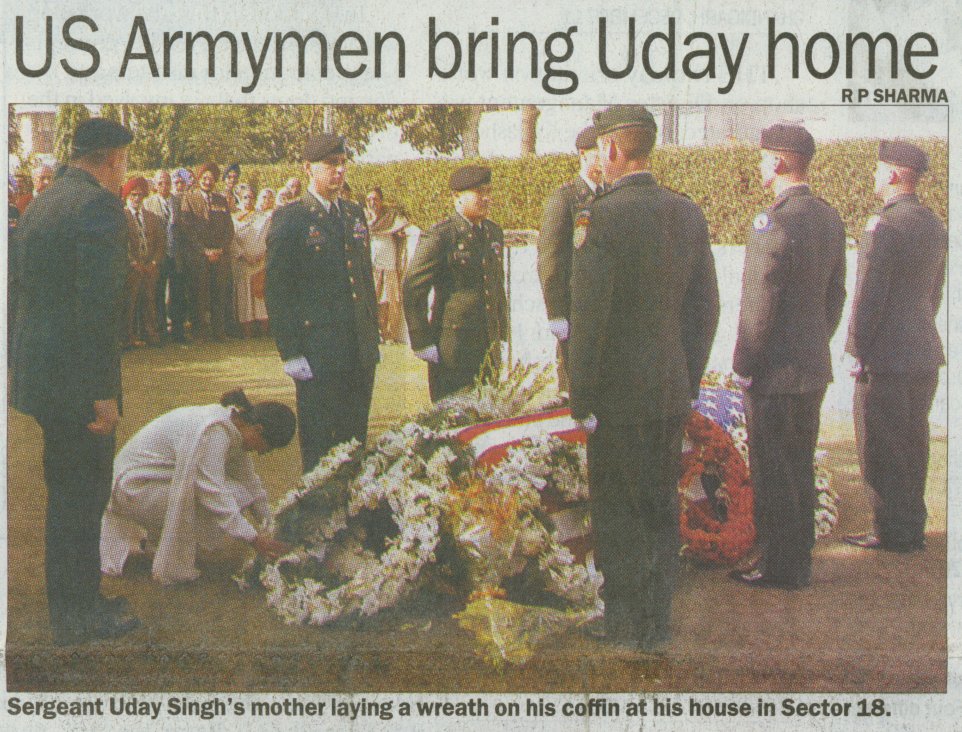 US Armymen bring Uday home
R P SHARMA
Sergeant Uday Singh's mother laying a wreath on his coffin at his house in Sector 18.